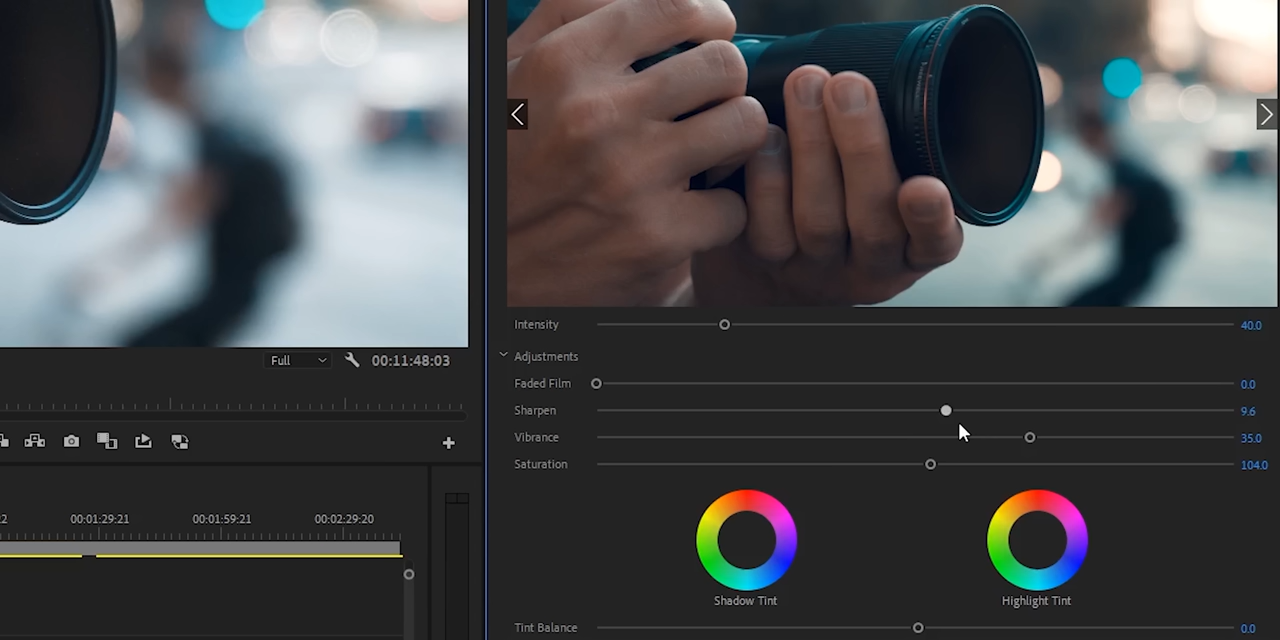 Intensity 40.0
Full 00:11:48:03
Adjustments
Faded Film 0.0
Sharpen 9.6
Vibrance 35.0
Saturation 104.0
2 00:01:29:21 00:01:59:21 00:02:29:20
Shadow Tint Highlight Tint
Tint Balance 0.0